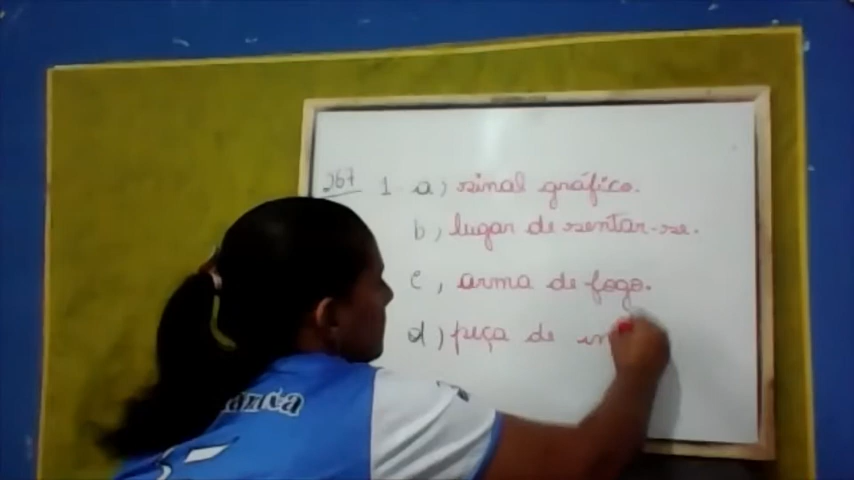 267 1. a) sinal gráfico.
b) lugar de sentar-se.
c) arma de fogo.
d) peça de